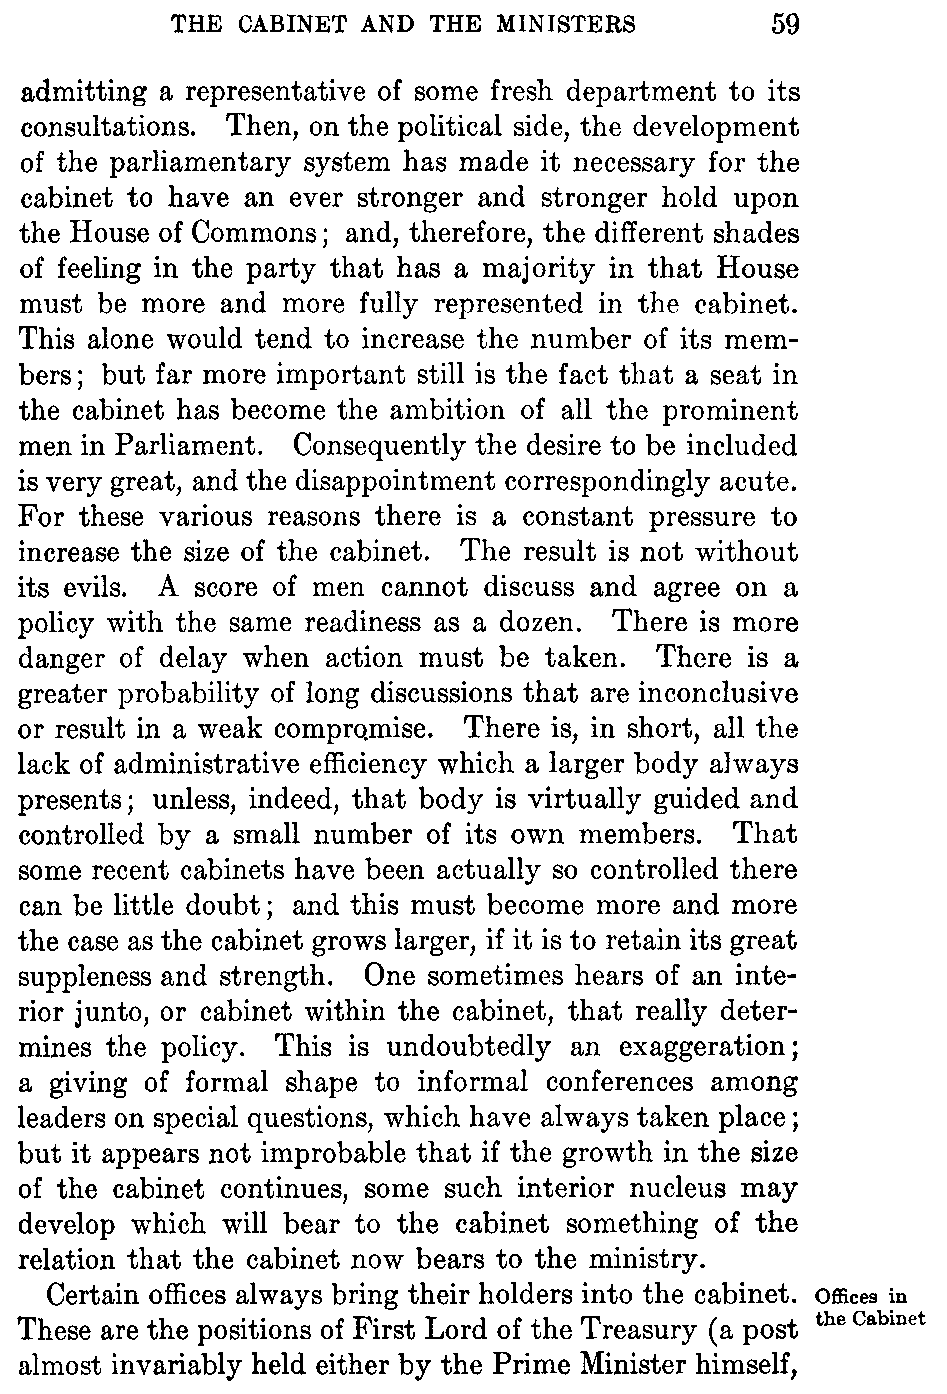 THE CABINET AND THE MINISTERS 59
admitting a representative of some fresh department to its
consultations. Then, on the political side, the development
of the parliamentary system has made it necessary for the
cabinet to have an ever stronger and stronger hold upon
the House of Commons; and, therefore, the different shades
of feeling in the party that has a majority in that House
must be more and more fully represented in the cabinet.
This alone would tend to increase the number of its mem-
bers; but far more important still is the fact that a seat in
the cabinet has become the ambition of all the prominent
men in Parliament. Consequently the desire to be included
is very great, and the disappointment correspondingly acute.
For these various reasons there is a constant pressure to
increase the size of the cabinet. The result is not without
its evils. A score of men cannot discuss and agree on a
policy with the same readiness as a dozen. There is more
danger of delay when action must be taken. There is a
greater probability of long discussions that are inconclusive
or result in a weak compromise. There is, in short, all the
lack of administrative efficiency which a larger body always
presents; unless, indeed, that body is virtually guided and
controlled by a small number of its own members. That
some recent cabinets have been actually so controlled there
can be little doubt; and this must become more and more
the case as the cabinet grows larger, if it is to retain its great
suppleness and strength. One sometimes hears of an inte-
rior junto, or cabinet within the cabinet, that really deter-
mines the policy. This is undoubtedly an exaggeration;
a giving of formal shape to informal conferences among
leaders on special questions, which have always taken place;
but it appears not improbable that if the growth in the size
of the cabinet continues, some such interior nucleus may
develop which will bear to the cabinet something of the
relation that the cabinet now bears to the ministry.
Certain offices always bring their holders into the cabinet.
These are the positions of First Lord of the Treasury (a post
almost invariably held either by the Prime Minister himself,
Offices in
the Cabinet